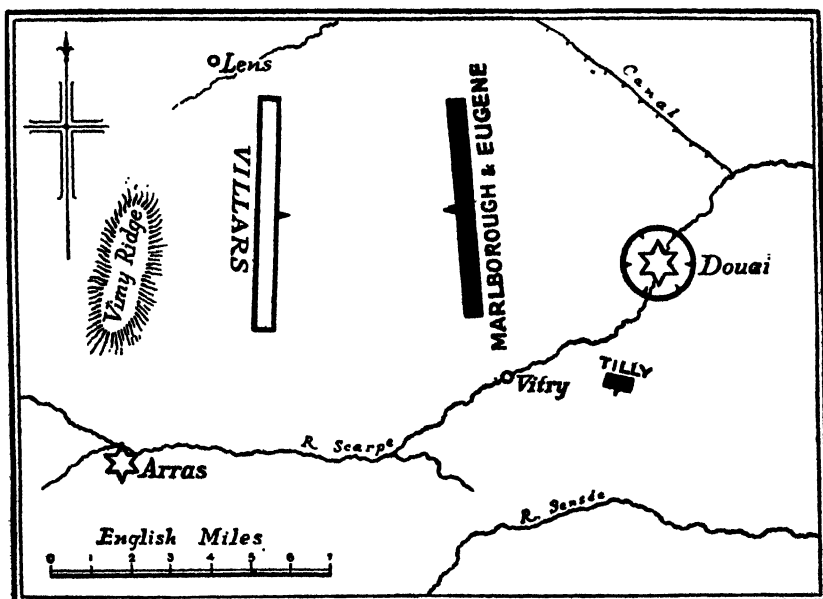 Lens
Canal
VILLARS
MARLBOROUGH & EUGENE
Vimy Ridge
Douai
TILLY
Vitry
R Scarpe
Arras
R. Sensée
English Miles
0 1 2 3 4 5 6 7